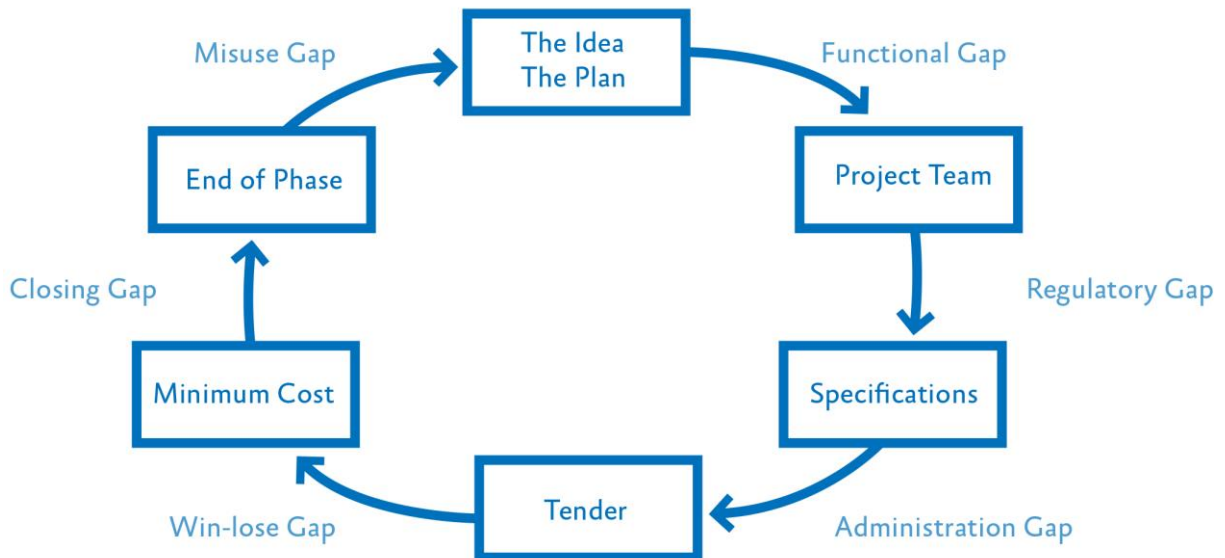 The Idea
The Plan
Functional Gap
Project Team
Regulatory Gap
Specifications
Administration Gap
Tender
Win-lose Gap
Minimum Cost
Closing Gap
End of Phase
Misuse Gap